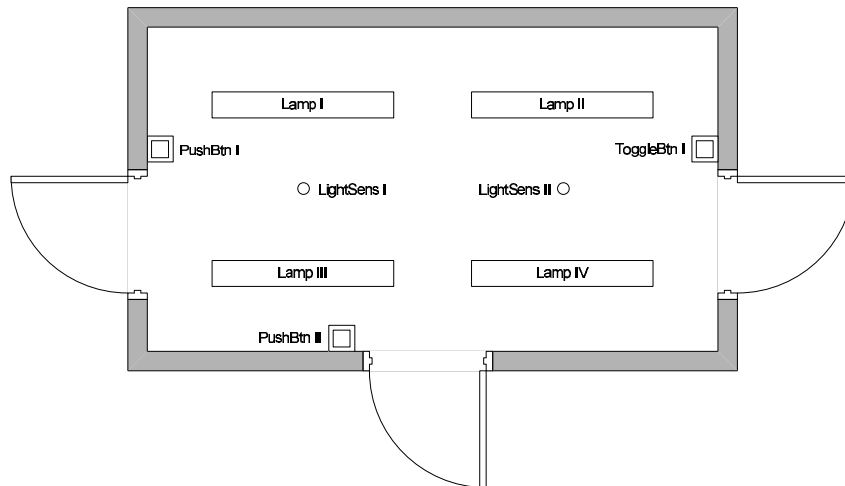 Lamp I
Lamp II
PushBtn I
ToggleBtn I
LightSens I
LightSens II
Lamp III
Lamp IV
PushBtn II